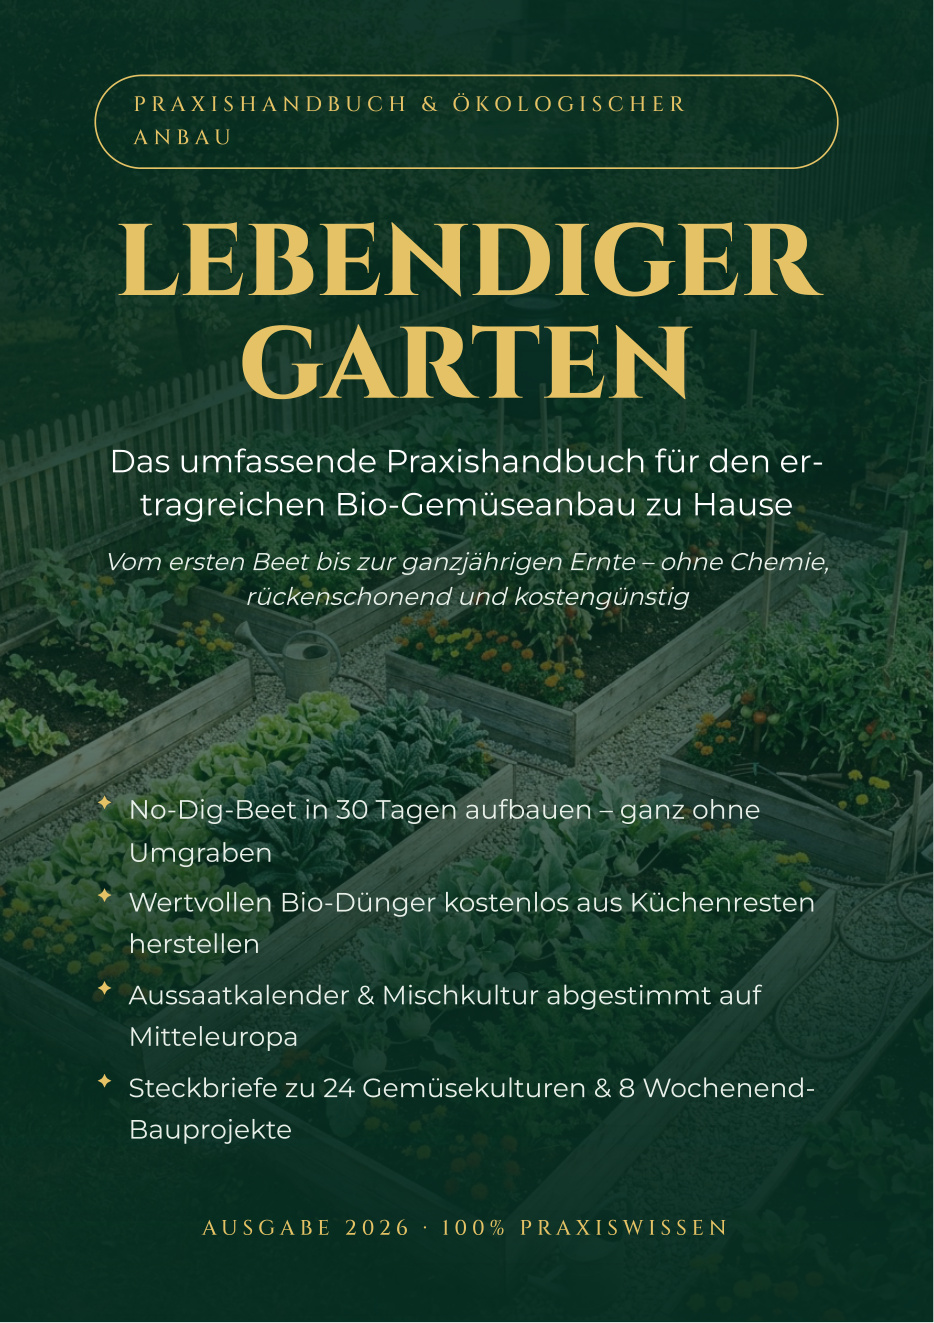 PRAXISHANDBUCH & ÖKOLOGISCHER
ANBAU
LEBENDIGER
GARTEN
Das umfassende Praxishandbuch für den er-
tragreichen Bio-Gemüseanbau zu Hause
Vom ersten Beet bis zur ganzjährigen Ernte – ohne Chemie,
rückenschonend und kostengünstig
✦ No-Dig-Beet in 30 Tagen aufbauen – ganz ohne
Umgraben
✦ Wertvollen Bio-Dünger kostenlos aus Küchenresten
herstellen
✦ Aussaatkalender & Mischkultur abgestimmt auf
Mitteleuropa
✦ Steckbriefe zu 24 Gemüsekulturen & 8 Wochenend-
Bauprojekte
AUSGABE 2026 · 100% PRAXISWISSEN